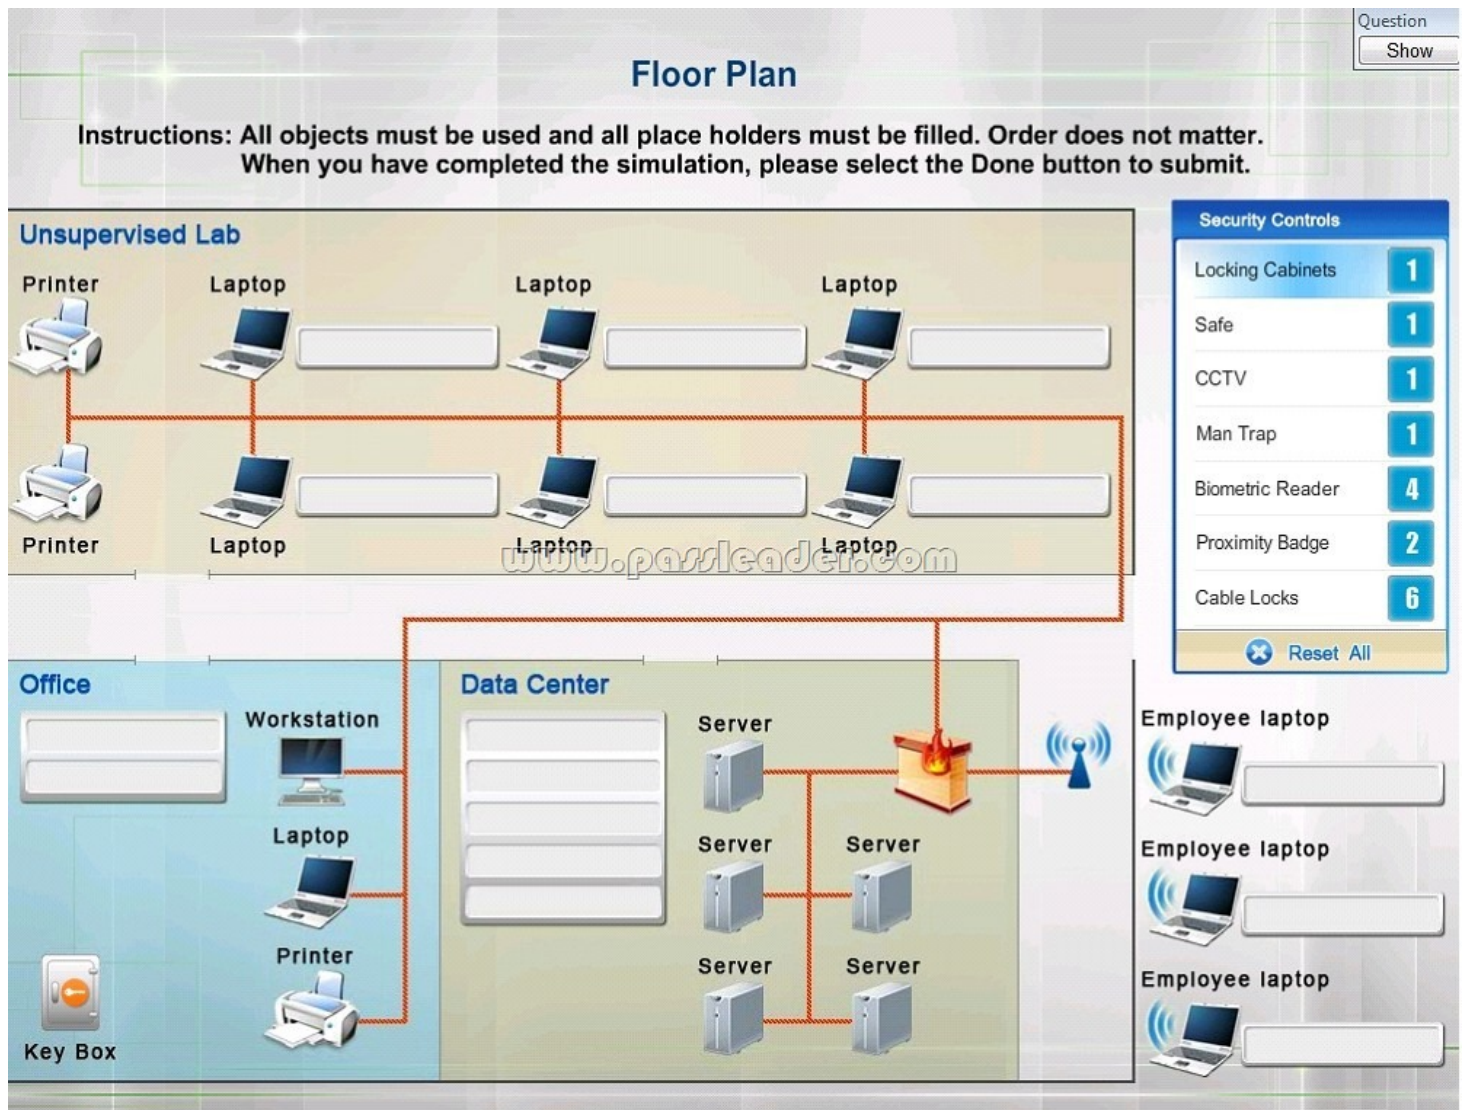 Question
Show
Floor Plan
Instructions: All objects must be used and all place holders must be filled. Order does not matter.
When you have completed the simulation, please select the Done button to submit.
Unsupervised Lab
Printer
Laptop
Laptop
Laptop
Printer
Laptop
Laptop
Laptop
www.passleader.com
Security Controls
Locking Cabinets 1
Safe 1
CCTV 1
Man Trap 1
Biometric Reader 4
Proximity Badge 2
Cable Locks 6
Reset All
Office
Workstation
Laptop
Printer
Key Box
Data Center
Server
Server
Server
Server
Server
Employee laptop
Employee laptop
Employee laptop